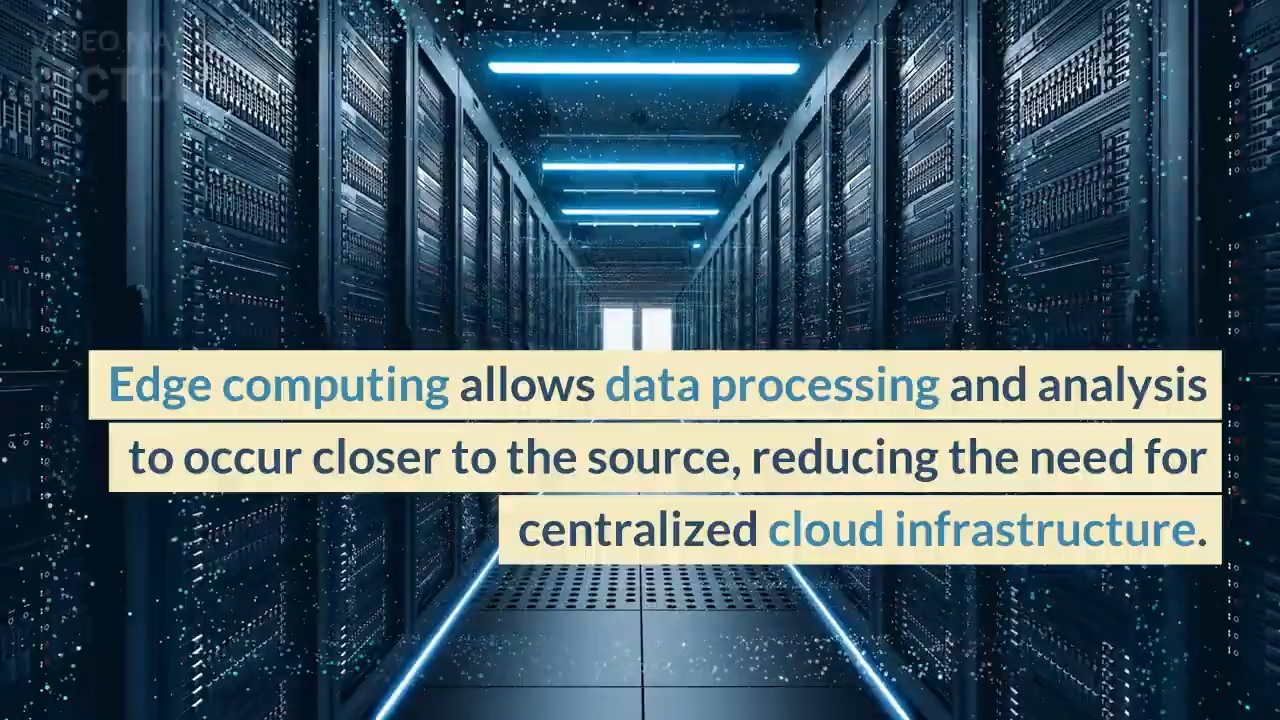 Edge computing allows data processing and analysis
to occur closer to the source, reducing the need for
centralized cloud infrastructure.